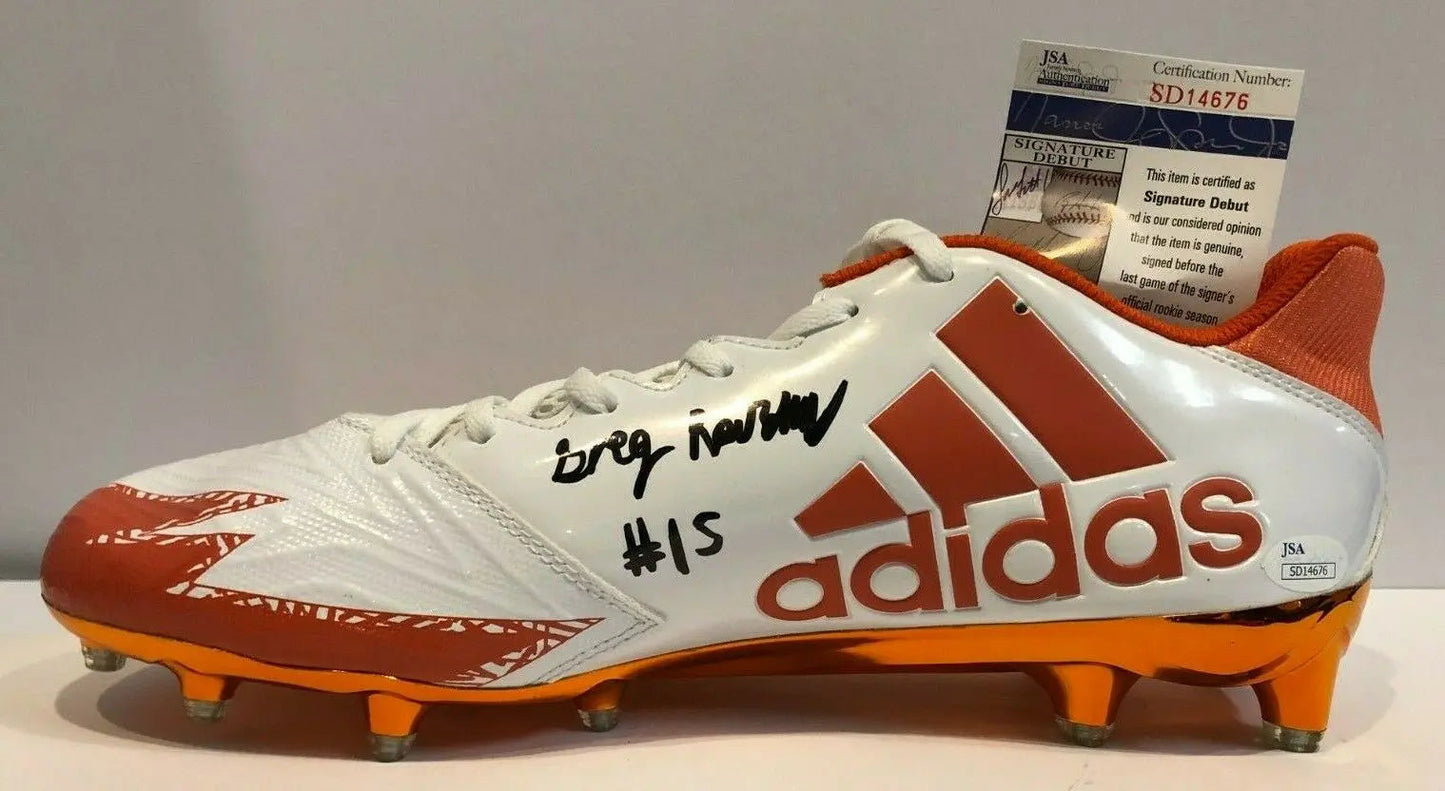 JSA
Authentication
Certification Number:
SD14676
SIGNATURE
DEBUT
This item is certified as
Signature Debut
nd is our considered opinion
that the item is genuine,
signed before the
last game of the signer's
official rookie season
Greg
#15
adidas
JSA
SD14676